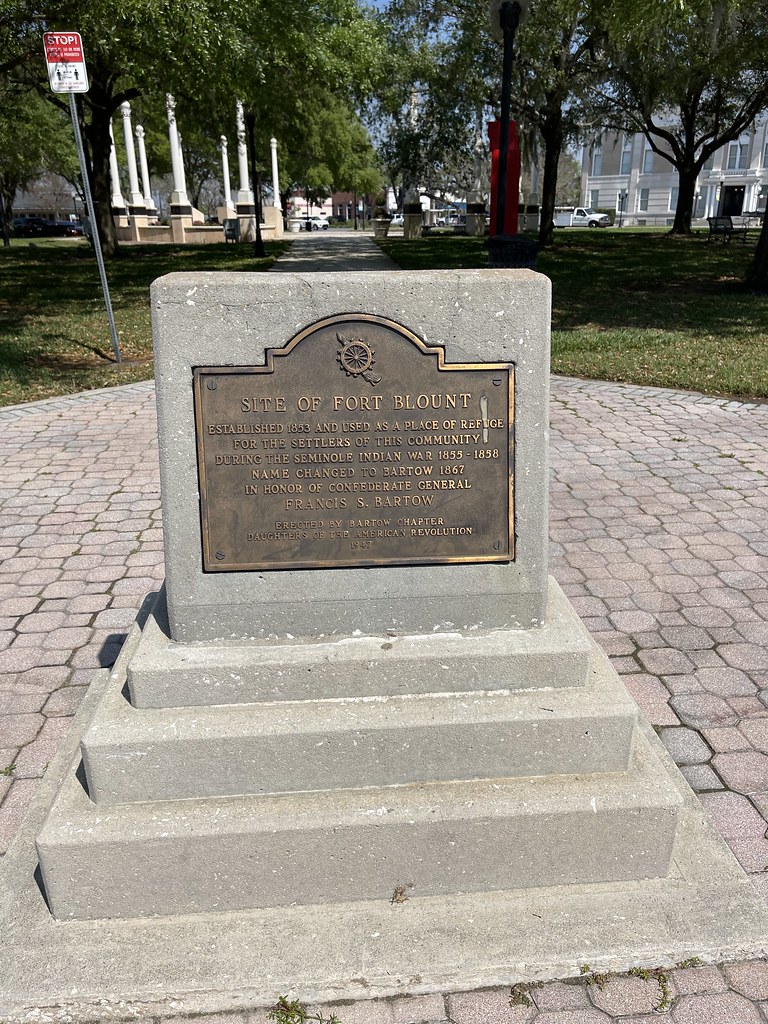 STOP!
SITE OF FORT BLOUNT
ESTABLISHED 1853 AND USED AS A PLACE OF REFUGE
FOR THE SETTLERS OF THIS COMMUNITY
DURING THE SEMINOLE INDIAN WAR 1855 - 1858
NAME CHANGED TO BARTOW 1867
IN HONOR OF CONFEDERATE GENERAL
FRANCIS S. BARTOW
ERECTED BY BARTOW CHAPTER
DAUGHTERS OF THE AMERICAN REVOLUTION
1947